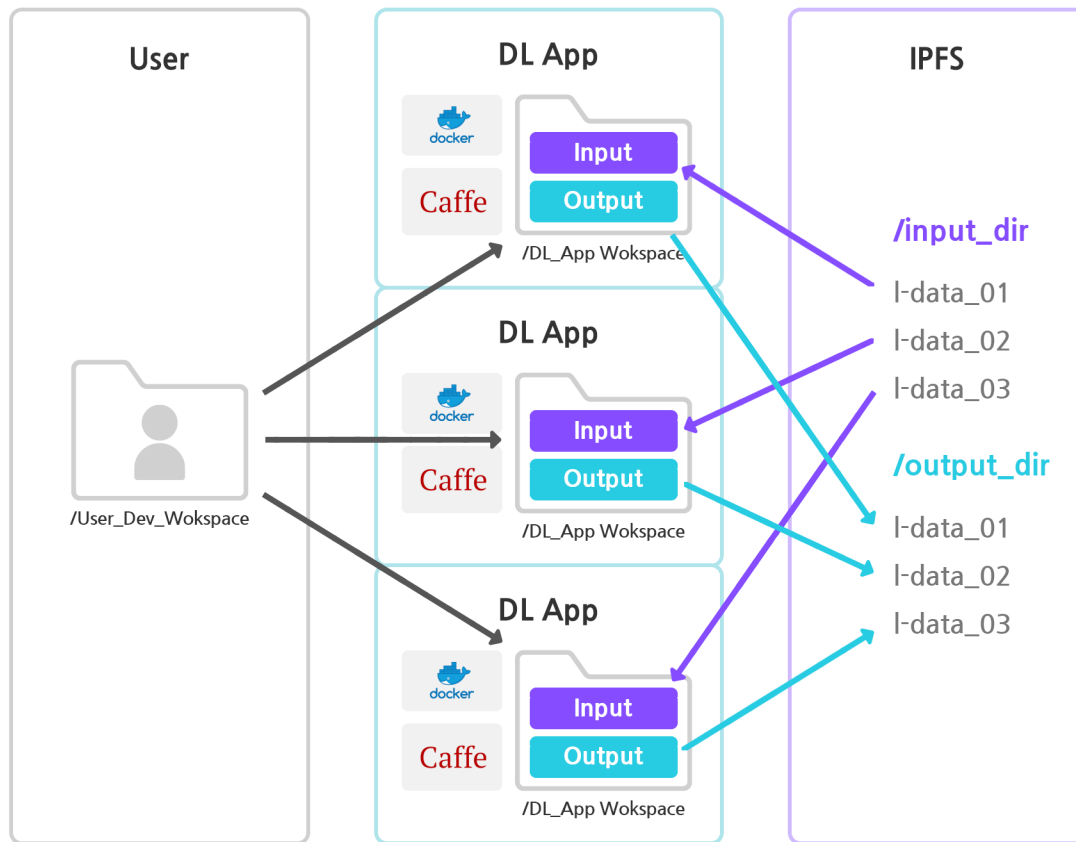 User
/User_Dev_Wokspace
DL App
docker
Caffe
Input
Output
/DL_App Wokspace
DL App
docker
Caffe
Input
Output
/DL_App Wokspace
DL App
docker
Caffe
Input
Output
/DL_App Wokspace
IPFS
/input_dir
l-data_01
l-data_02
l-data_03
/output_dir
l-data_01
l-data_02
l-data_03